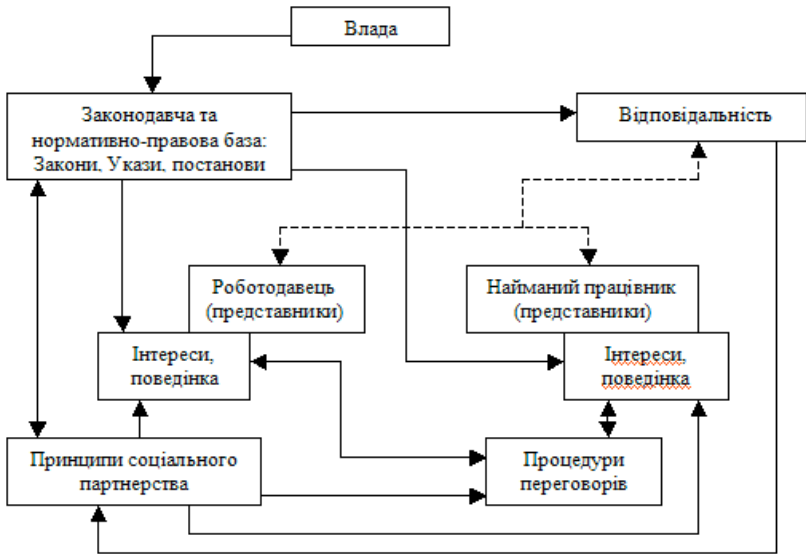 Влада
Законодавча та
нормативно-правова база:
Закони, Укази, постанови
Відповідальність
Роботодавець
(представники)
Найманий працівник
(представники)
Інтереси,
поведінка
Інтереси,
поведінка
Принципи соціального
партнерства
Процедури
переговорів